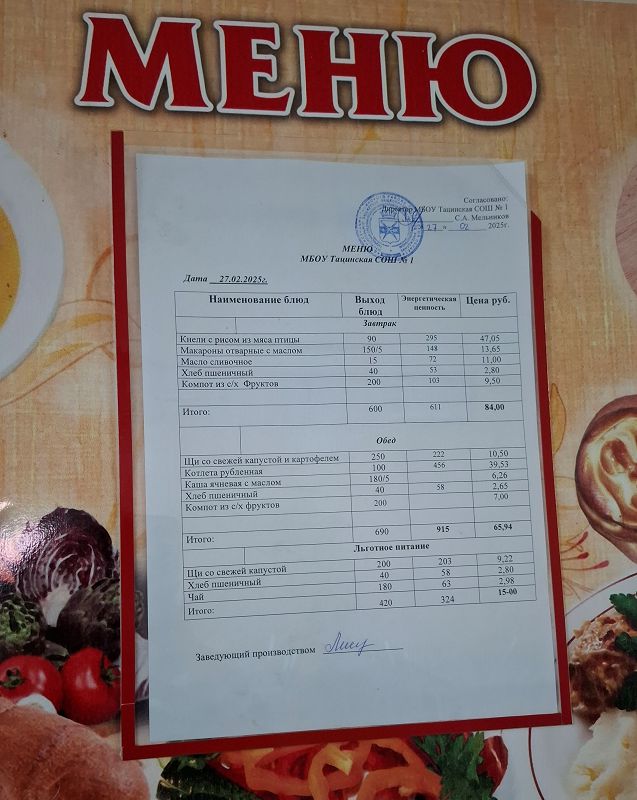 МЕНЮ
Согласовано:
Директор МБОУ Тацинская СОШ № 1
С.А. Мельников
« 27 » 02 2025г.
МЕНЮ
МБОУ Тацинская СОШ № 1
Дата 27.02.2025г.
Наименование блюд Выход блюд Энергетическая ценность Цена руб.
Завтрак
Кнели с рисом из мяса птицы 90 295 47,05
Макароны отварные с маслом 150/5 148 13,65
Масло сливочное 15 72 11,00
Хлеб пшеничный 40 53 2,80
Компот из с/х Фруктов 200 103 9,50
Итого: 600 611 84,00
Обед
Щи со свежей капустой и картофелем 250 222 10,50
Котлета рубленная 100 456 39,53
Каша ячневая с маслом 180/5 6,26
Хлеб пшеничный 40 58 2,65
Компот из с/х фруктов 200 7,00
Итого: 690 915 65,94
Льготное питание
Щи со свежей капустой 200 203 9,22
Хлеб пшеничный 40 58 2,80
Чай 180 63 2,98
Итого: 420 324 15-00
Заведующий производством